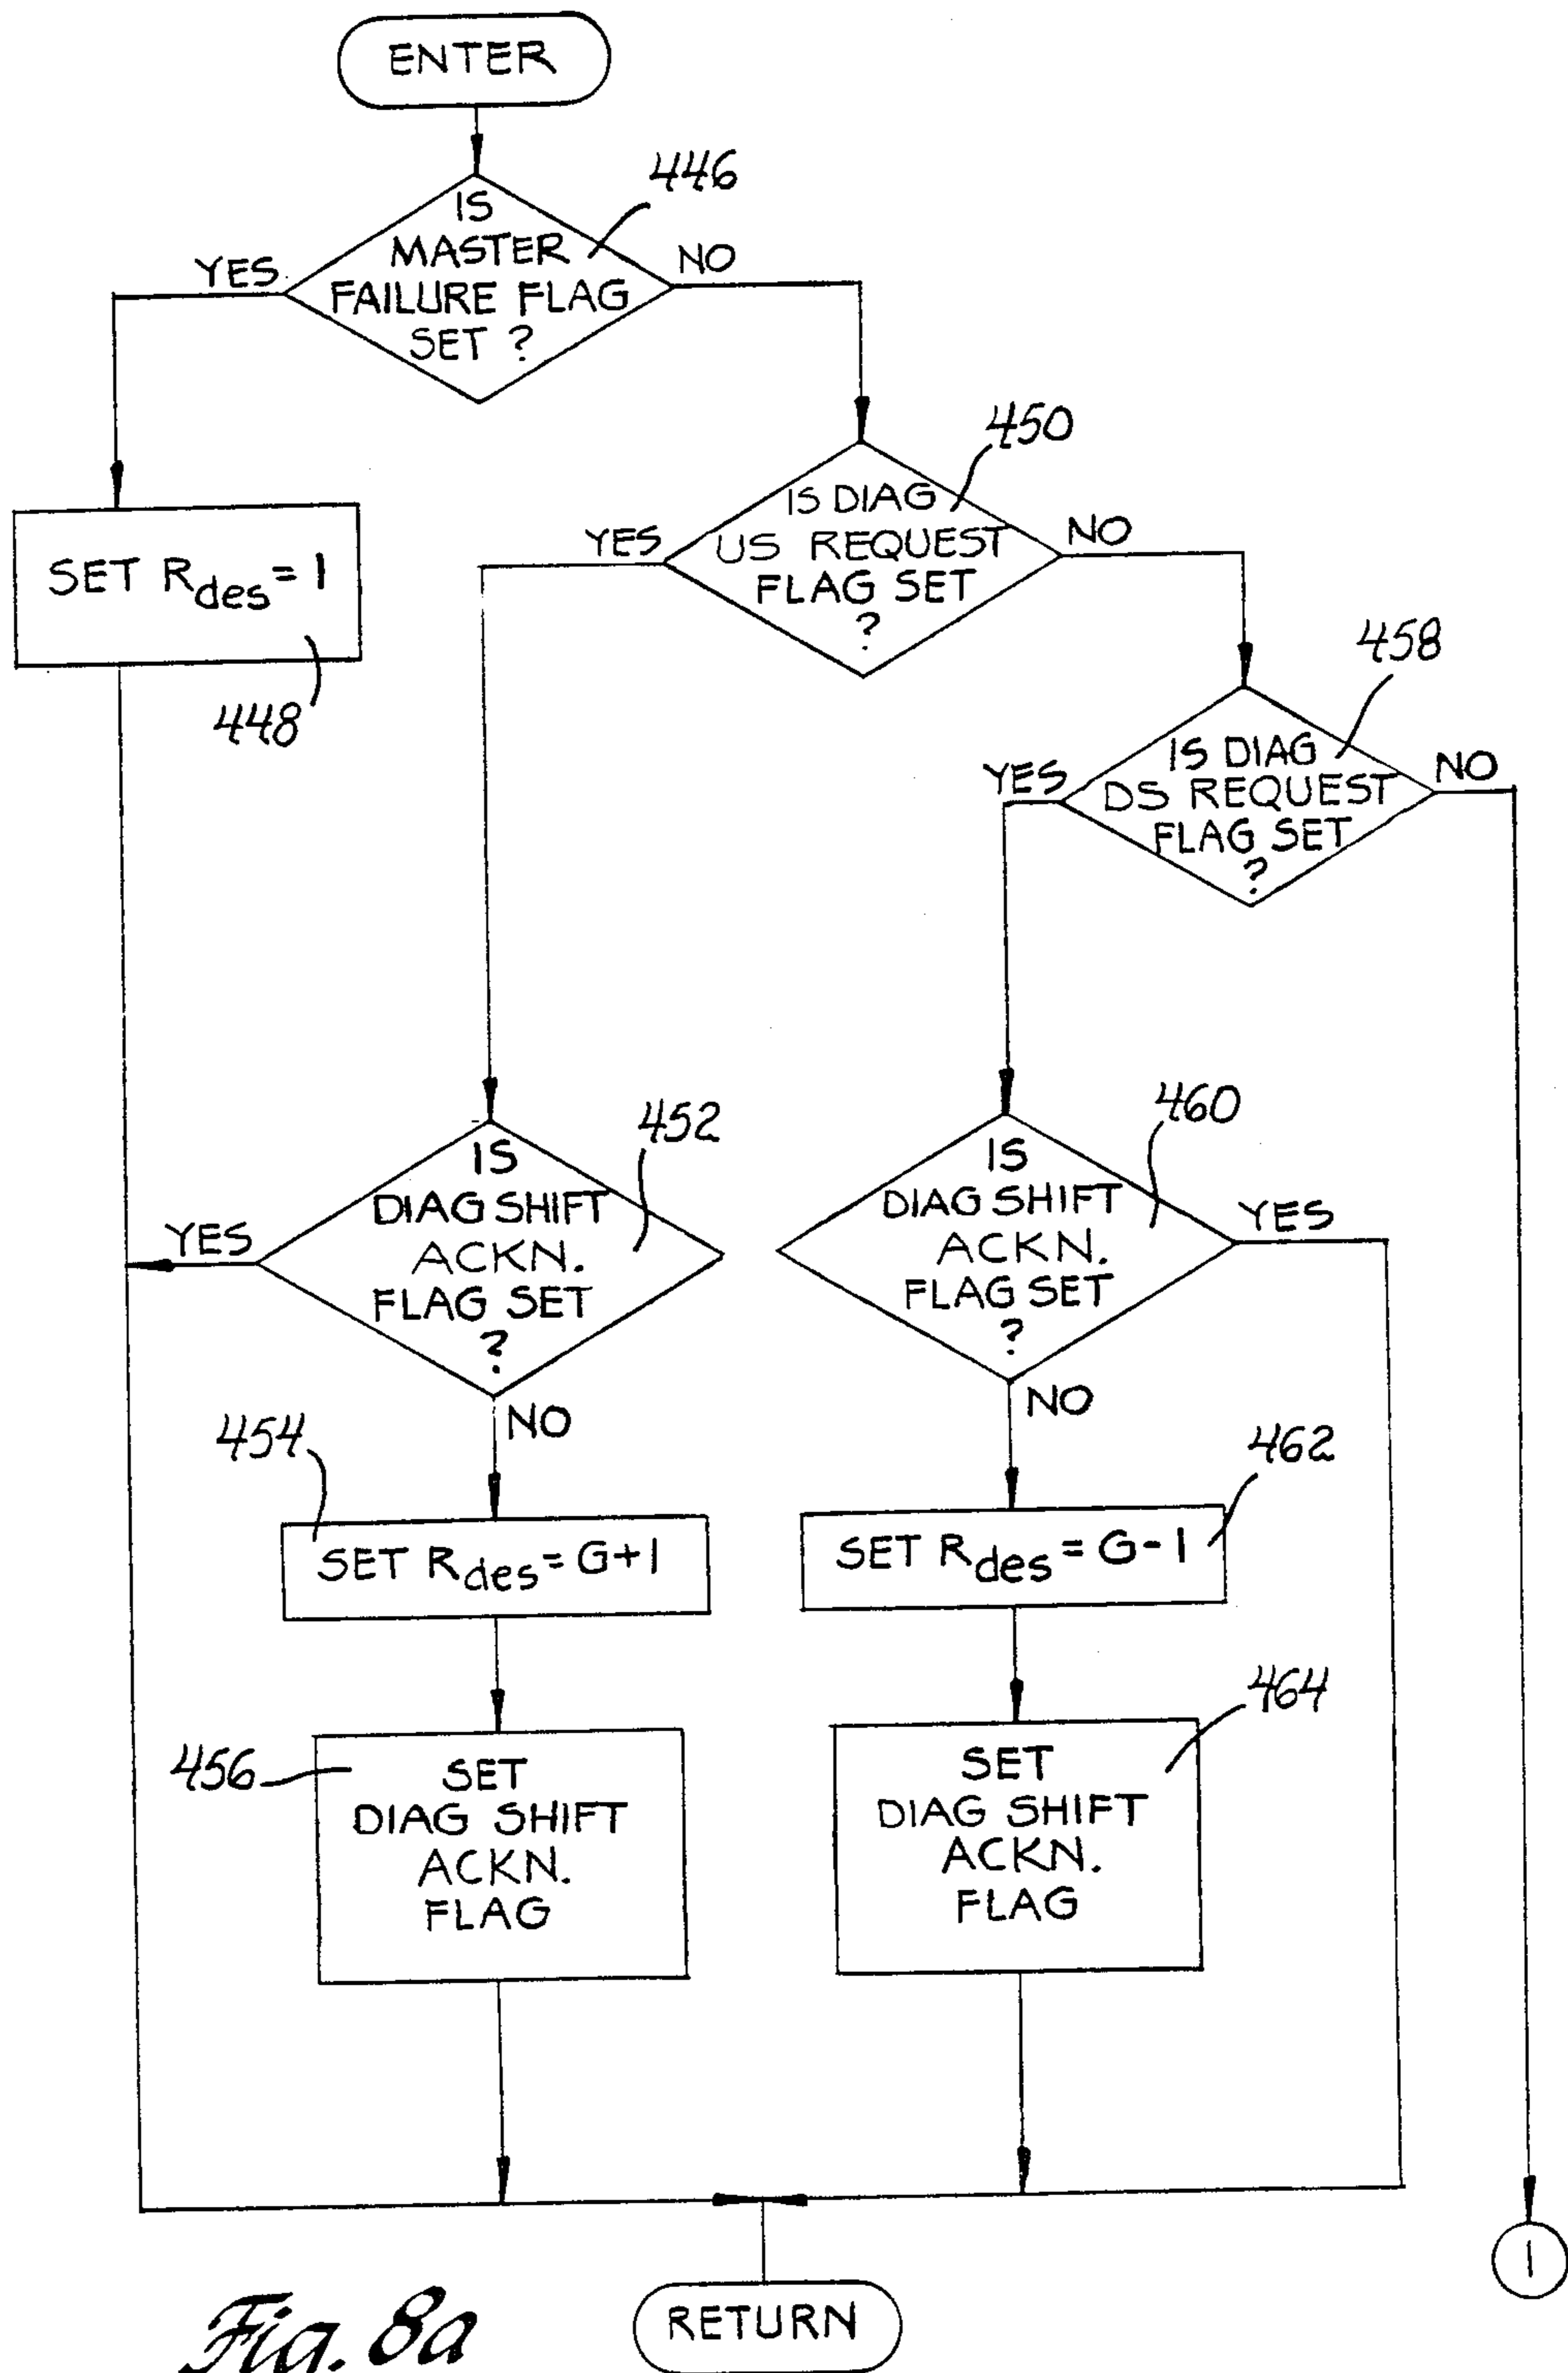 ENTER
446
IS
MASTER
FAILURE FLAG
SET ?
YES
NO
450
IS DIAG
US REQUEST
FLAG SET
?
YES
NO
SET Rdes = 1
448
458
IS DIAG
DS REQUEST
FLAG SET
?
YES
NO
452
IS
DIAG SHIFT
ACKN.
FLAG SET
?
YES
NO
460
IS
DIAG SHIFT
ACKN.
FLAG SET
?
YES
NO
454
SET Rdes = G+1
462
SET Rdes = G-1
456
SET
DIAG SHIFT
ACKN.
FLAG
464
SET
DIAG SHIFT
ACKN.
FLAG
1
RETURN
Fig. 8a